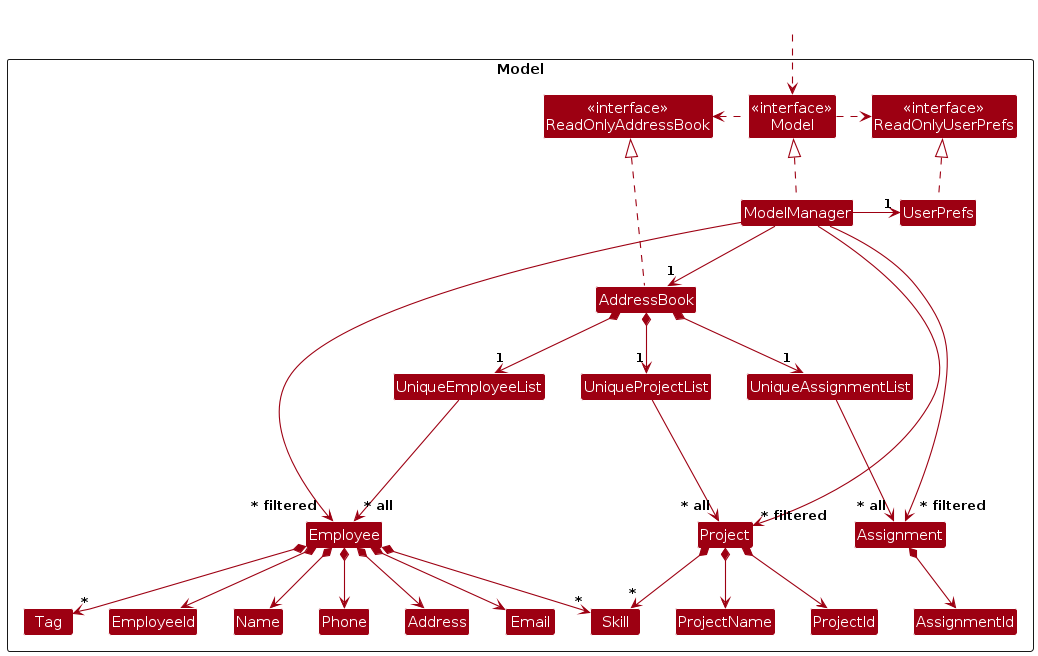 Model
«interface»
ReadOnlyAddressBook
«interface»
Model
«interface»
ReadOnlyUserPrefs
ModelManager
1
UserPrefs
1
AddressBook
1
1
1
UniqueEmployeeList
UniqueProjectList
UniqueAssignmentList
* filtered
* all
* all
* filtered
* all
* filtered
Employee
Project
Assignment
*
*
*
Tag
EmployeeId
Name
Phone
Address
Email
Skill
ProjectName
ProjectId
AssignmentId